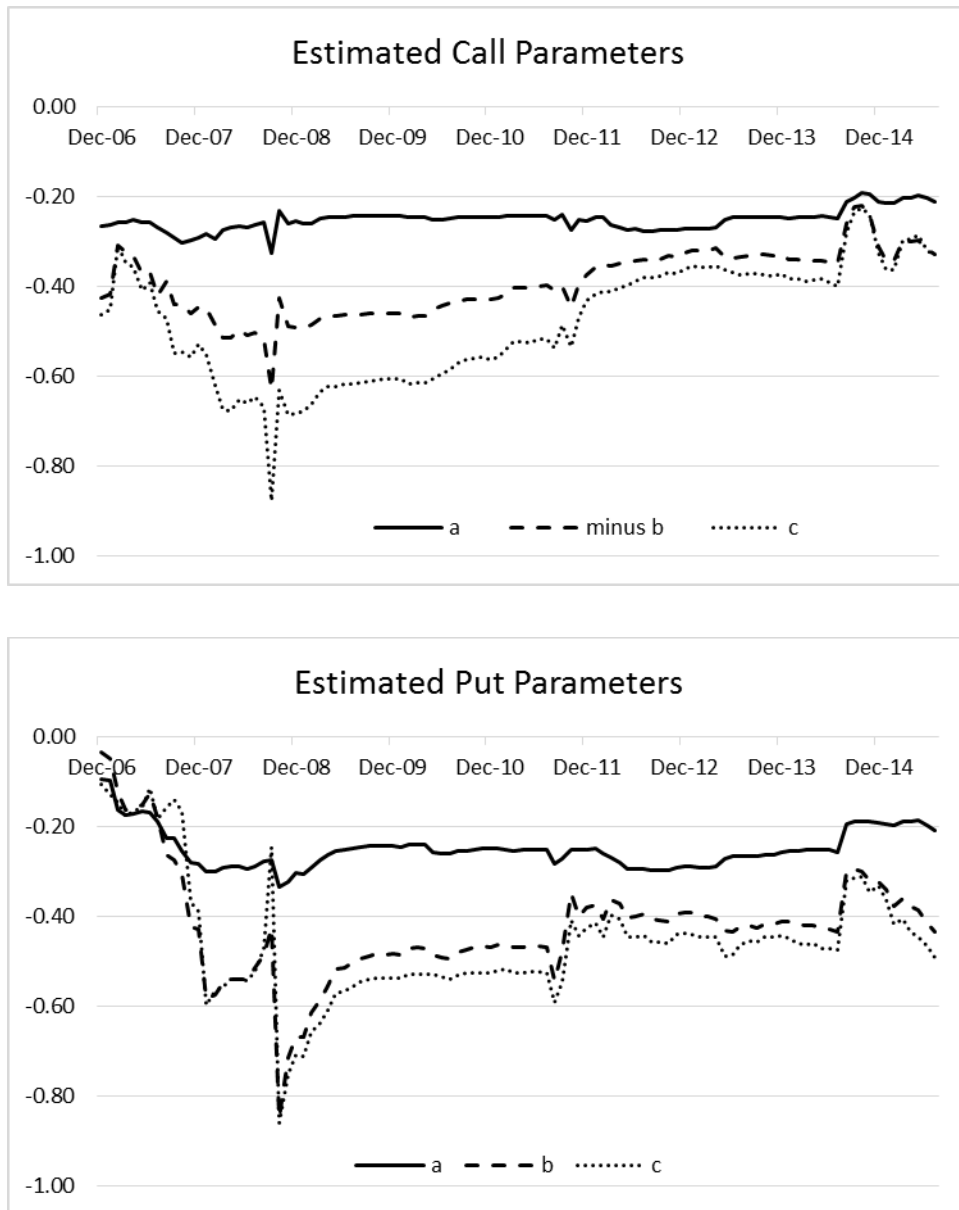 Estimated Call Parameters
0.00
Dec-06 Dec-07 Dec-08 Dec-09 Dec-10 Dec-11 Dec-12 Dec-13 Dec-14
-0.20
-0.40
-0.60
-0.80
a minus b c
-1.00
Estimated Put Parameters
0.00
Dec-06 Dec-07 Dec-08 Dec-09 Dec-10 Dec-11 Dec-12 Dec-13 Dec-14
-0.20
-0.40
-0.60
-0.80
a b c
-1.00